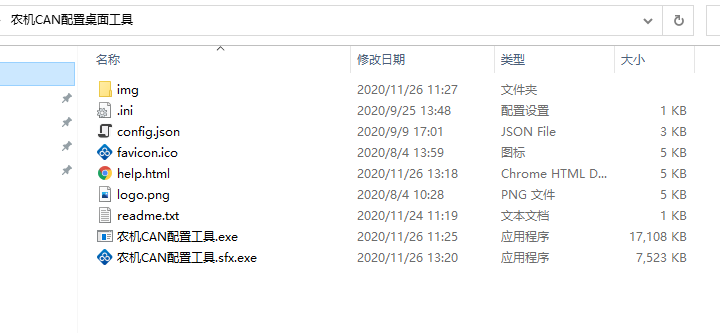 农机CAN配置桌面工具
名称 修改日期 类型 大小
img 2020/11/26 11:27 文件夹
.ini 2020/9/25 13:48 配置设置 1 KB
config.json 2020/9/9 17:01 JSON File 3 KB
favicon.ico 2020/8/4 13:59 图标 5 KB
help.html 2020/11/26 13:18 Chrome HTML D... 5 KB
logo.png 2020/8/4 10:28 PNG 文件 5 KB
readme.txt 2020/11/24 11:19 文本文档 1 KB
农机CAN配置工具.exe 2020/11/26 11:25 应用程序 17,108 KB
农机CAN配置工具.sfx.exe 2020/11/26 13:20 应用程序 7,523 KB